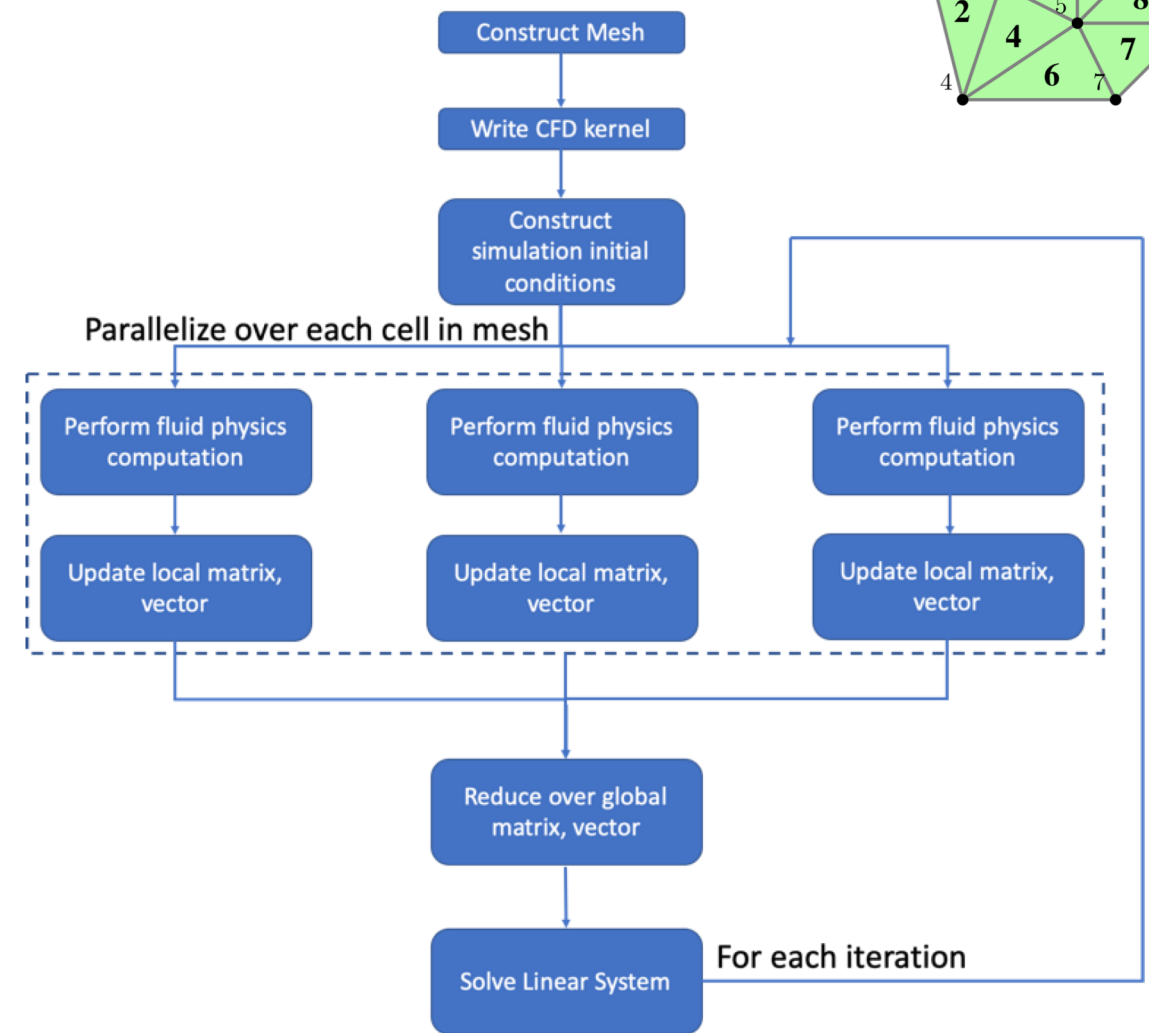 Construct Mesh
Write CFD kernel
Construct
simulation initial
conditions
Parallelize over each cell in mesh
Perform fluid physics
computation
Perform fluid physics
computation
Perform fluid physics
computation
Update local matrix,
vector
Update local matrix,
vector
Update local matrix,
vector
Reduce over global
matrix, vector
Solve Linear System
For each iteration
2
5
8
4
7
6
4
7